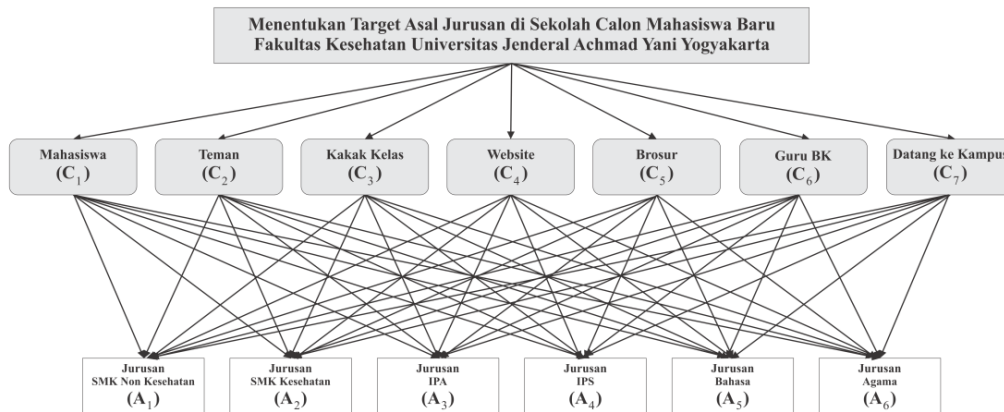 Menentukan Target Asal Jurusan di Sekolah Calon Mahasiswa Baru
Fakultas Kesehatan Universitas Jenderal Achmad Yani Yogyakarta
Mahasiswa
(C₁)
Teman
(C₂)
Kakak Kelas
(C₃)
Website
(C₄)
Brosur
(C₅)
Guru BK
(C₆)
Datang ke Kampus
(C₇)
Jurusan
SMK Non Kesehatan
(A₁)
Jurusan
SMK Kesehatan
(A₂)
Jurusan
IPA
(A₃)
Jurusan
IPS
(A₄)
Jurusan
Bahasa
(A₅)
Jurusan
Agama
(A₆)